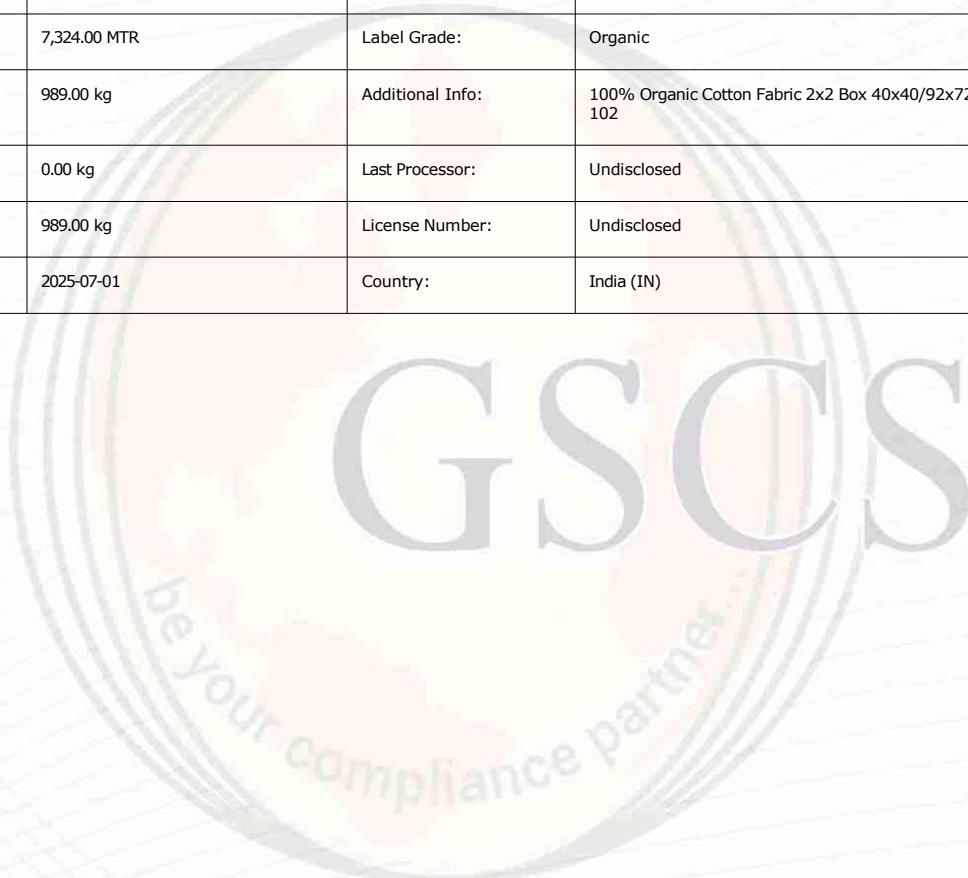 7,324.00 MTR Label Grade: Organic
989.00 kg Additional Info: 100% Organic Cotton Fabric 2x2 Box 40x40/92x72
102
0.00 kg Last Processor: Undisclosed
989.00 kg License Number: Undisclosed
2025-07-01 Country: India (IN)
GSCS
be your compliance partner...